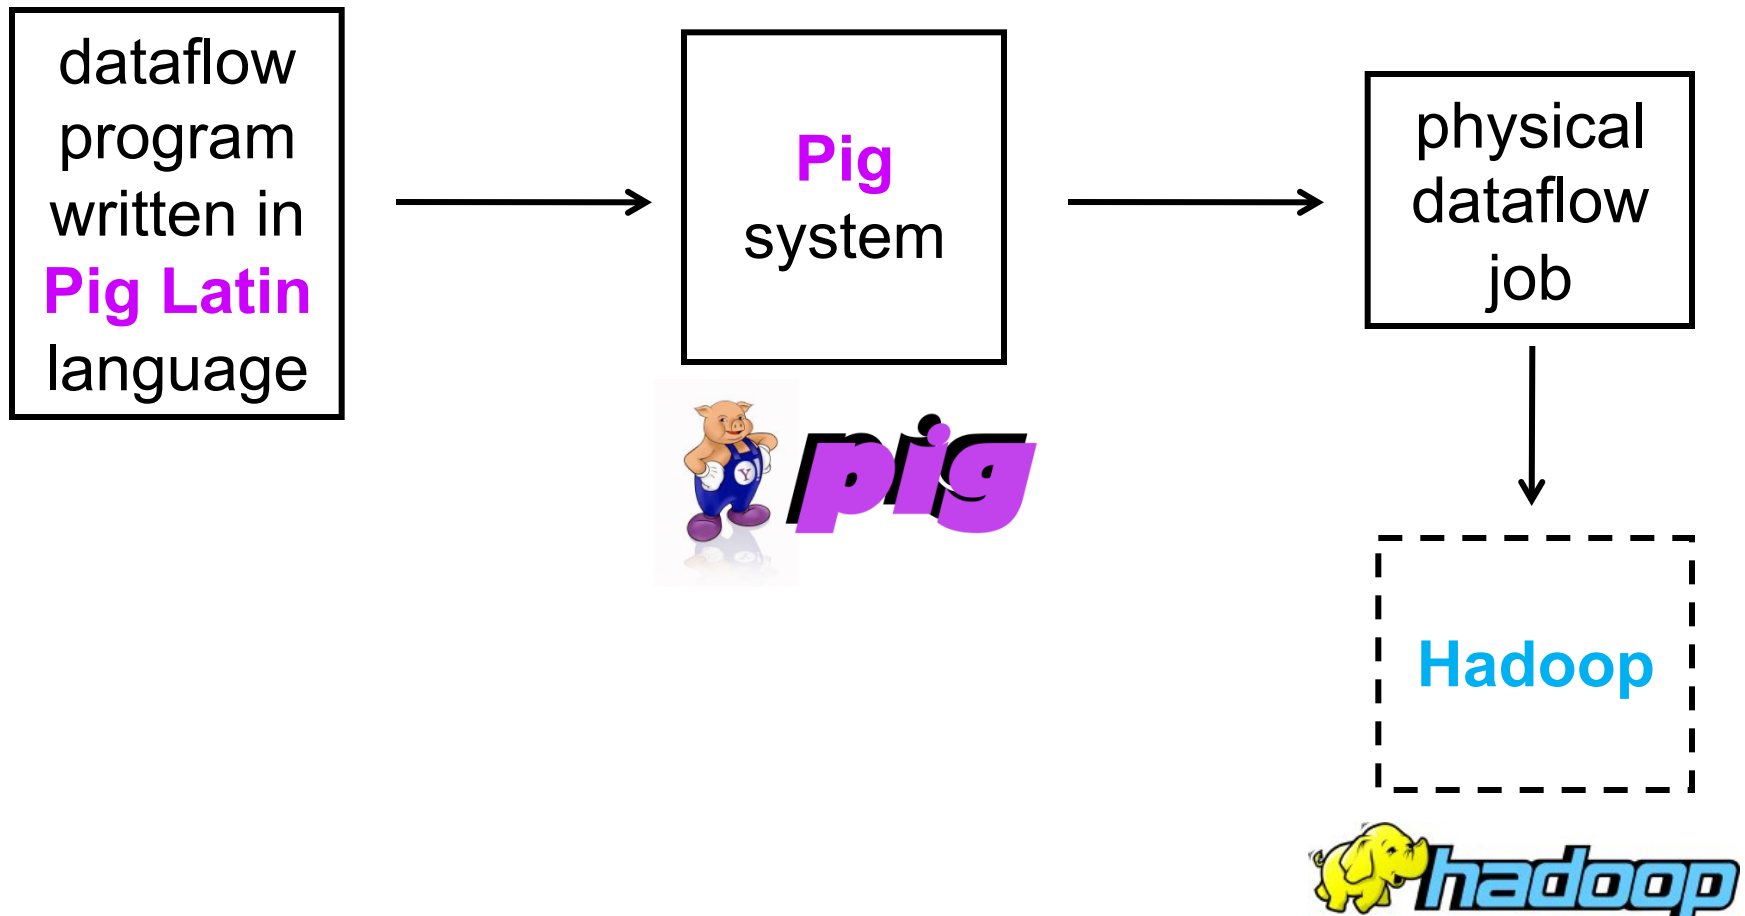 dataflow
program
written in
Pig Latin
language
Pig
system
physical
dataflow
job
Y!
pig
Hadoop
hadoop